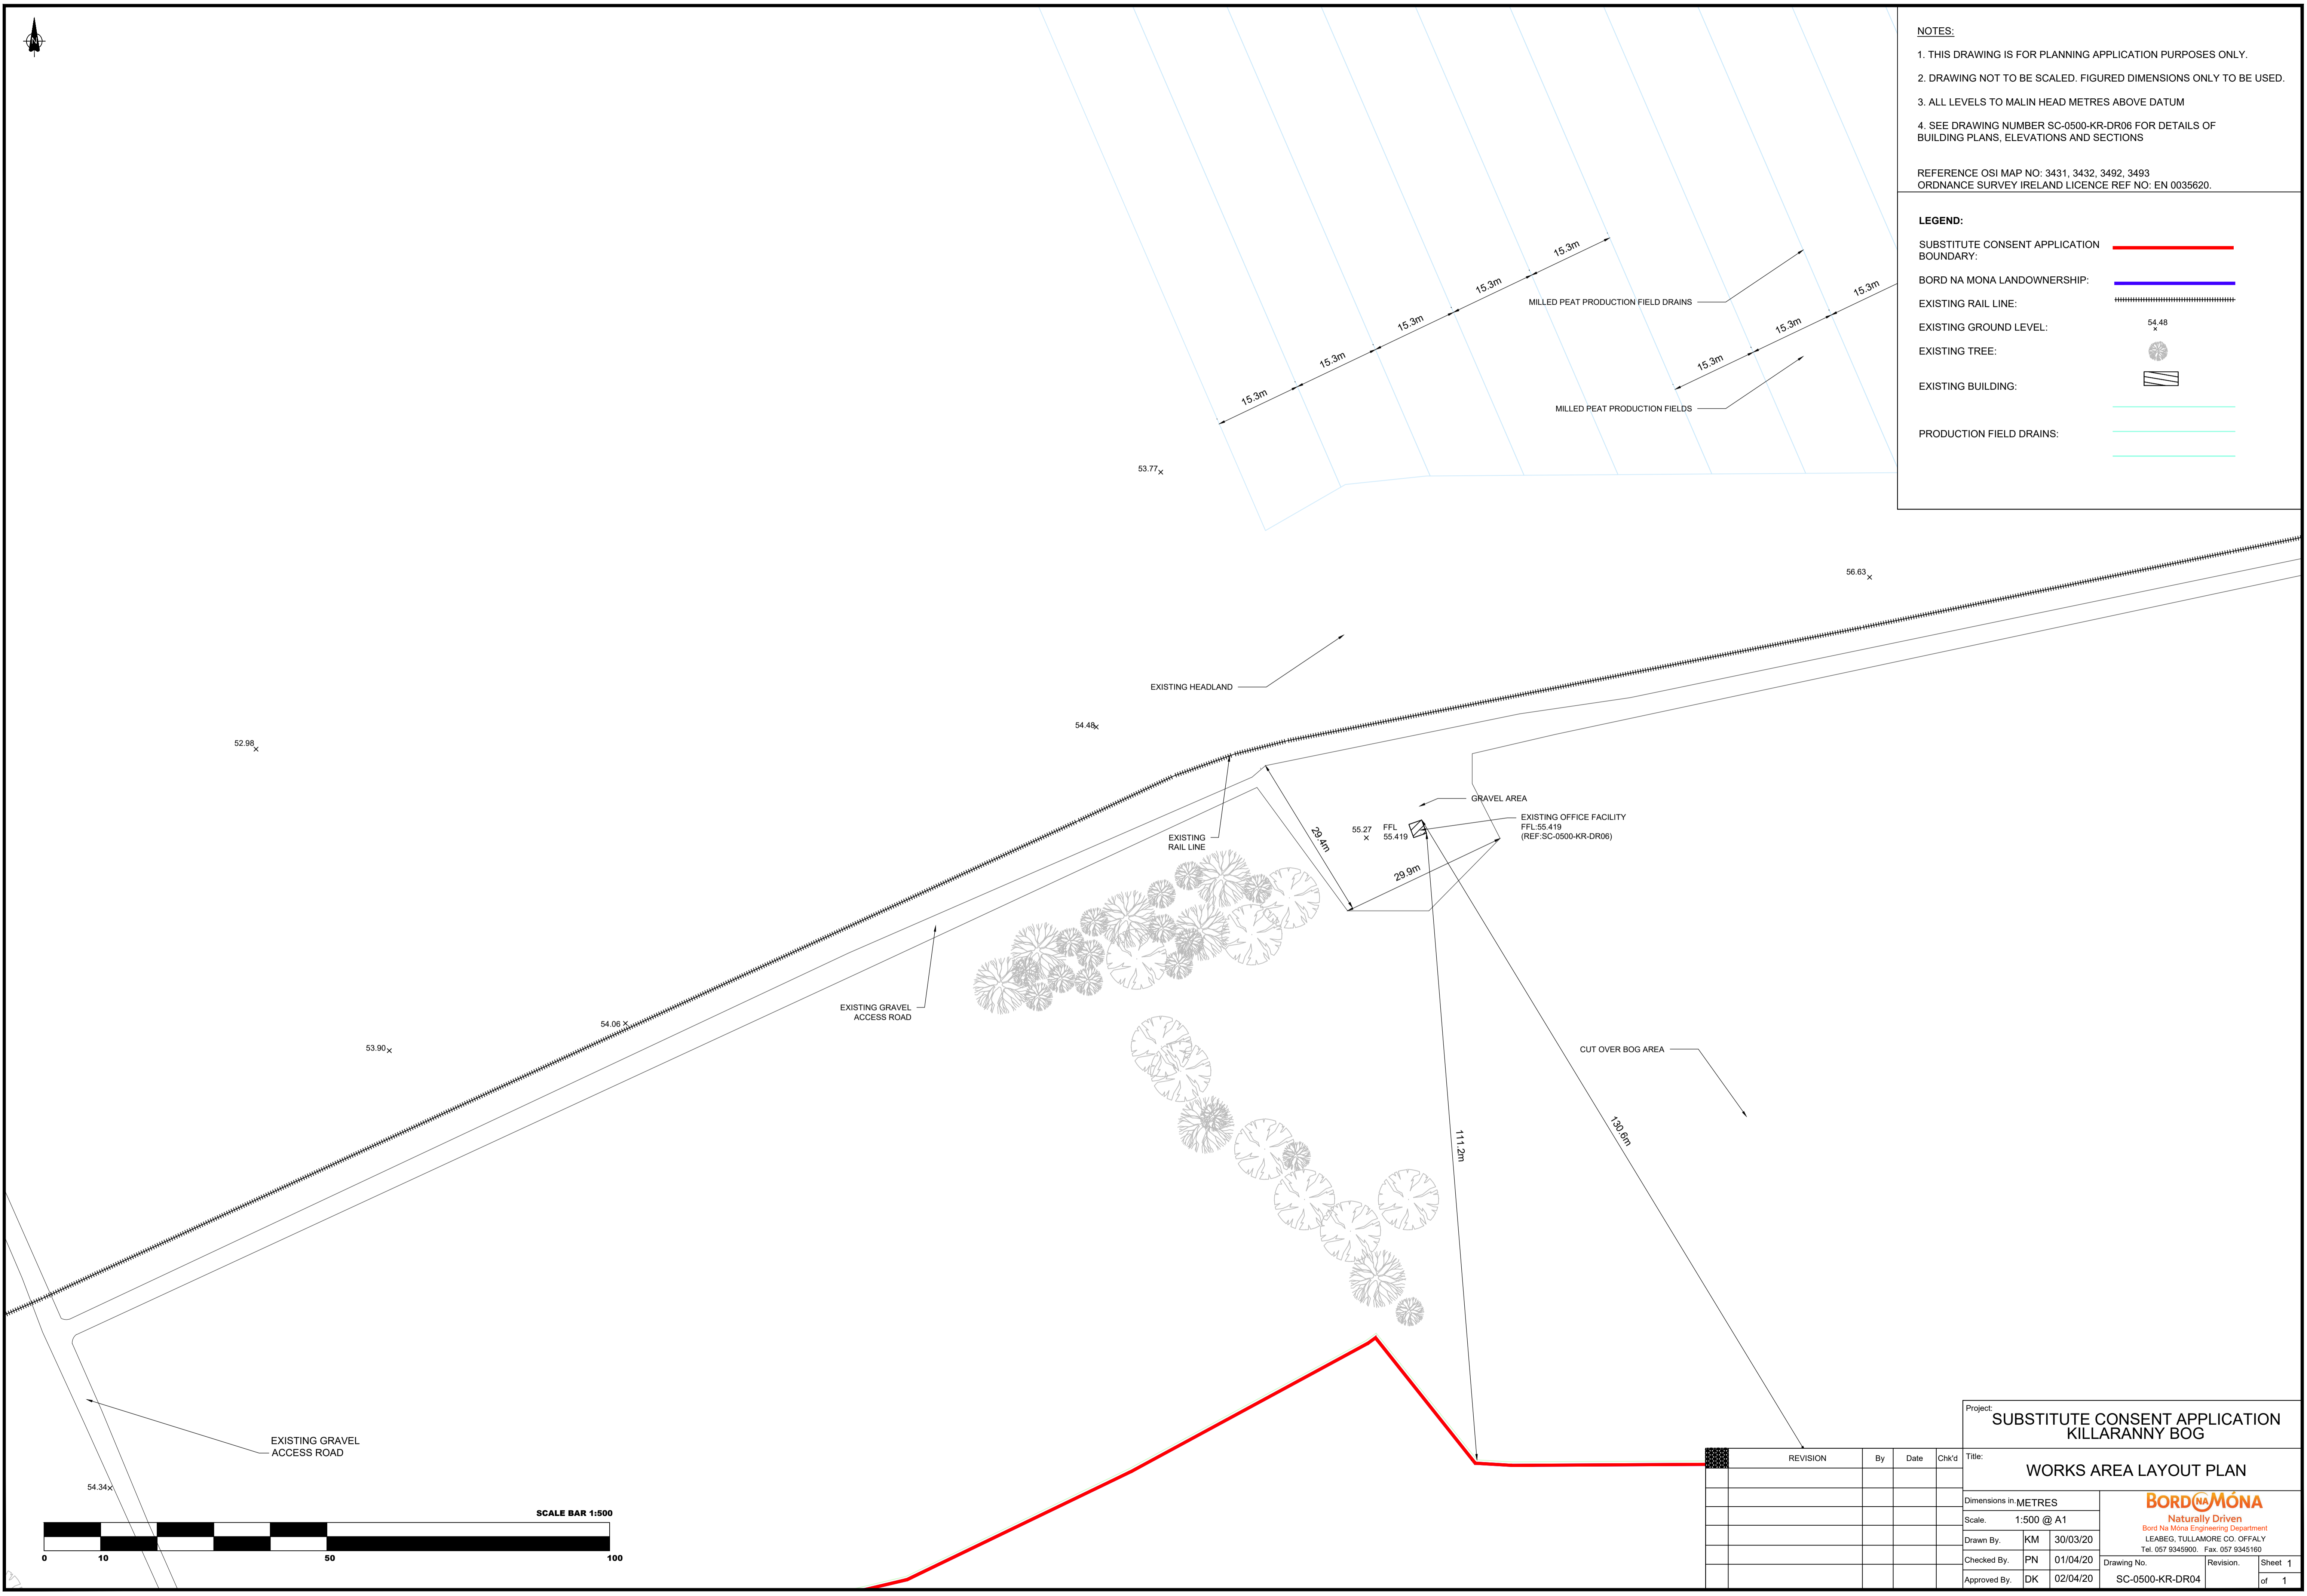 NOTES:
1. THIS DRAWING IS FOR PLANNING APPLICATION PURPOSES ONLY.
2. DRAWING NOT TO BE SCALED. FIGURED DIMENSIONS ONLY TO BE USED.
3. ALL LEVELS TO MALIN HEAD METRES ABOVE DATUM
4. SEE DRAWING NUMBER SC-0500-KR-DR06 FOR DETAILS OF
BUILDING PLANS, ELEVATIONS AND SECTIONS
REFERENCE OSI MAP NO: 3431, 3432, 3492, 3493
ORDNANCE SURVEY IRELAND LICENCE REF NO: EN 0035620.
LEGEND:
SUBSTITUTE CONSENT APPLICATION
BOUNDARY:
BORD NA MONA LANDOWNERSHIP:
EXISTING RAIL LINE:
EXISTING GROUND LEVEL:
54.48
EXISTING TREE:
EXISTING BUILDING:
PRODUCTION FIELD DRAINS:
15.3m
15.3m
15.3m
15.3m
15.3m
15.3m
15.3m
15.3m
MILLED PEAT PRODUCTION FIELD DRAINS
MILLED PEAT PRODUCTION FIELDS
53.77
56.63
EXISTING HEADLAND
54.48
52.98
GRAVEL AREA
EXISTING OFFICE FACILITY
FFL:55.419
(REF:SC-0500-KR-DR06)
55.27
FFL
55.419
EXISTING
RAIL LINE
29.4m
29.9m
EXISTING GRAVEL
ACCESS ROAD
54.06
53.90
CUT OVER BOG AREA
111.2m
130.6m
EXISTING GRAVEL
ACCESS ROAD
54.34
SCALE BAR 1:500
0
10
50
100
REVISION
By
Date
Chk'd
Project:
SUBSTITUTE CONSENT APPLICATION
KILLARANNY BOG
Title:
WORKS AREA LAYOUT PLAN
Dimensions in. METRES
Scale. 1:500 @ A1
Drawn By. KM 30/03/20
Checked By. PN 01/04/20
Approved By. DK 02/04/20
BORD NA MÓNA
Naturally Driven
Bord Na Móna Engineering Department
LEABEG, TULLAMORE CO. OFFALY
Tel. 057 9345900. Fax. 057 9345160
Drawing No.
SC-0500-KR-DR04
Revision.
Sheet 1
of 1